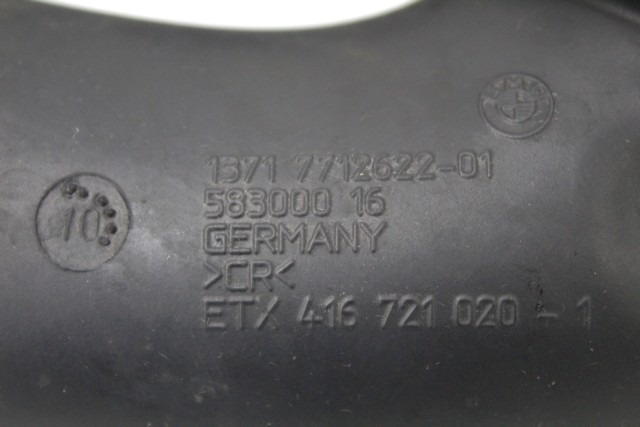 BMW
1371 7712622-01
583000 16
GERMANY
>CR<
ETX 416 721 020 - 1
10